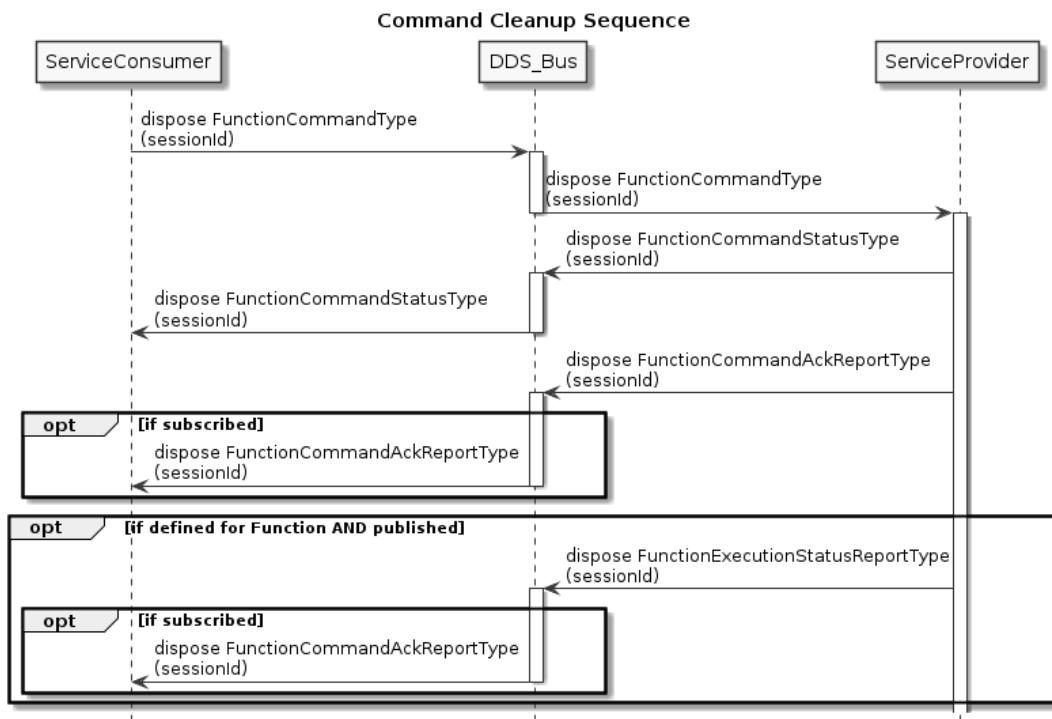 Command Cleanup Sequence
ServiceConsumer
DDS_Bus
ServiceProvider
dispose FunctionCommandType
(sessionId)
dispose FunctionCommandType
(sessionId)
dispose FunctionCommandStatusType
(sessionId)
dispose FunctionCommandStatusType
(sessionId)
dispose FunctionCommandAckReportType
(sessionId)
opt
[if subscribed]
dispose FunctionCommandAckReportType
(sessionId)
opt
[if defined for Function AND published]
dispose FunctionExecutionStatusReportType
(sessionId)
opt
[if subscribed]
dispose FunctionCommandAckReportType
(sessionId)